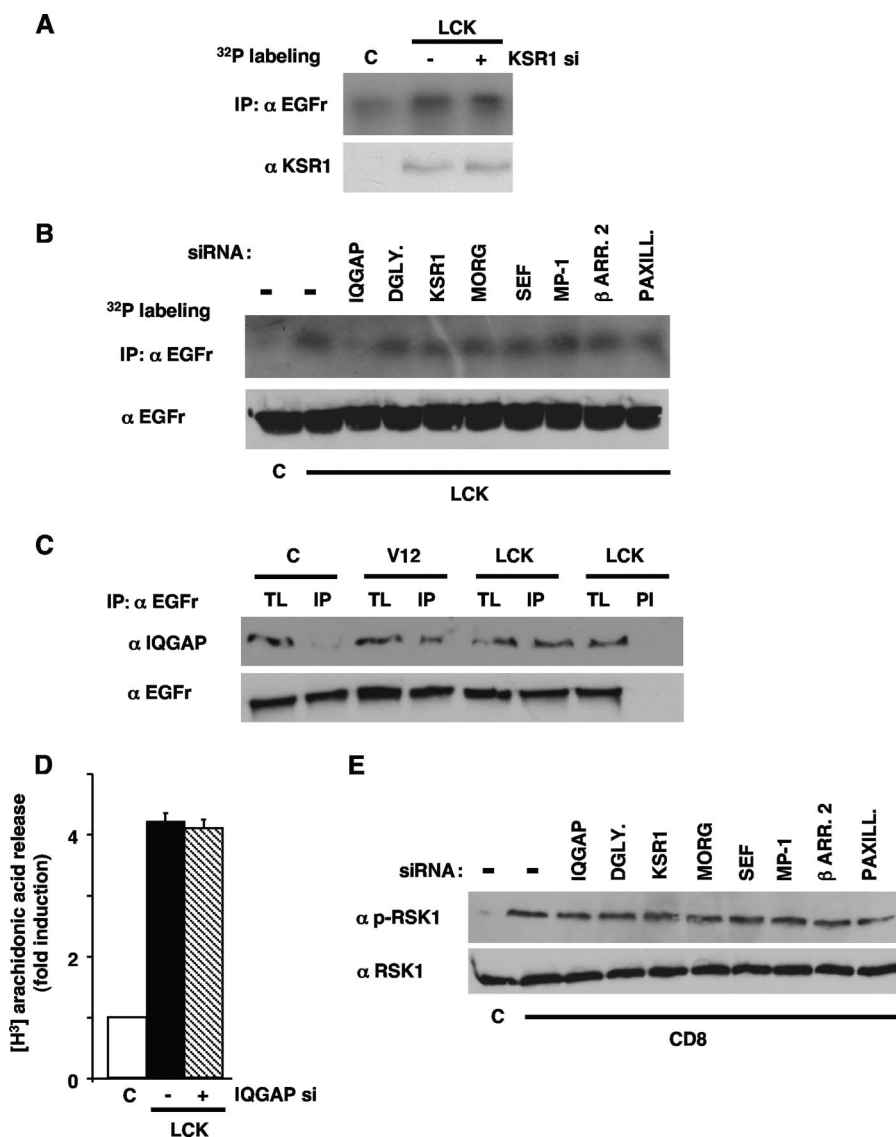 A
LCK
³²P labeling C - + KSR1 si
IP: α EGFr
α KSR1
B
siRNA: - - IQGAP DGLY. KSR1 MORG SEF MP-1 β ARR. 2 PAXILL.
³²P labeling
IP: α EGFr
α EGFr
C
LCK
C
C V12 LCK LCK
IP: α EGFr TL IP TL IP TL IP TL PI
α IQGAP
α EGFr
D
[H³] arachidonic acid release
(fold induction)
4
2
0
C - + IQGAP si
LCK
E
siRNA: - - IQGAP DGLY. KSR1 MORG SEF MP-1 β ARR. 2 PAXILL.
α p-RSK1
α RSK1
C
CD8